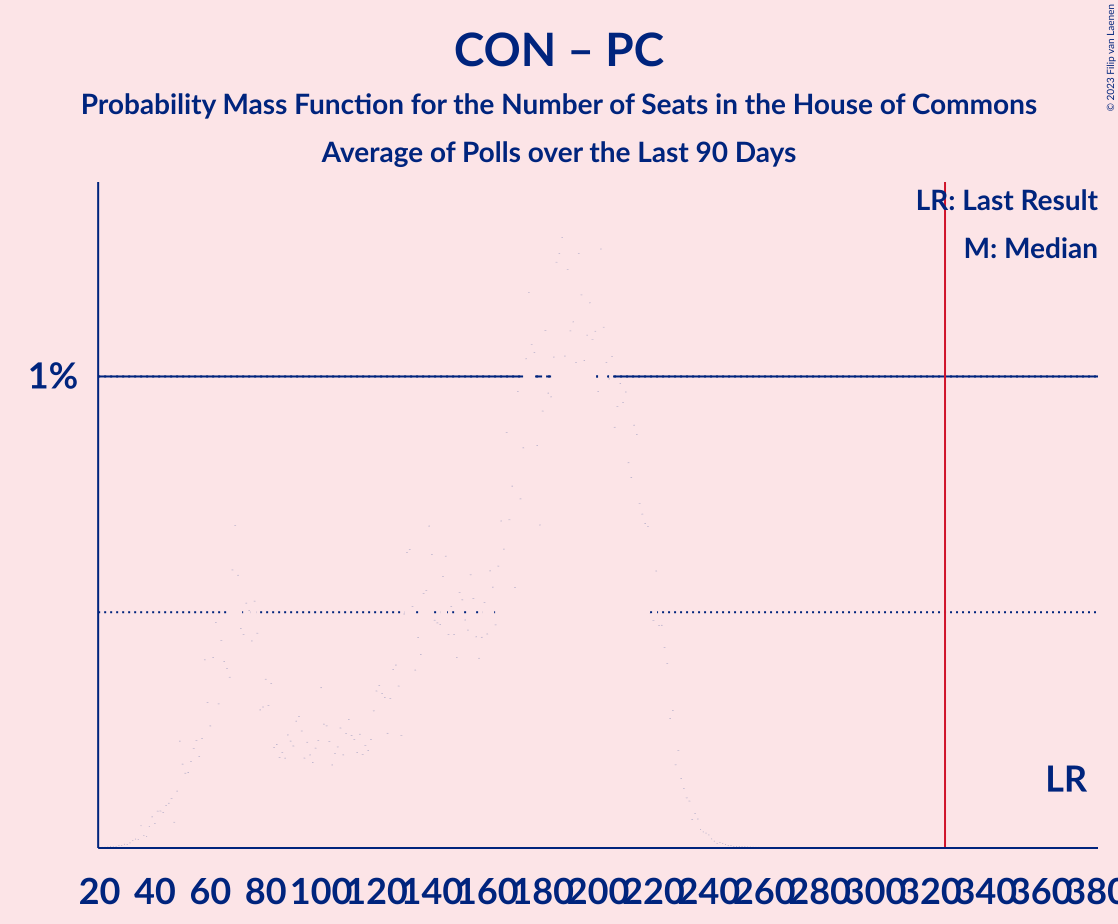 CON – PC
Probability Mass Function for the Number of Seats in the House of Commons
Average of Polls over the Last 90 Days
© 2023 Filip van Laenen
LR: Last Result
M: Median
1%
LR
20 40 60 80 100 120 140 160 180 200 220 240 260 280 300 320 340 360 380